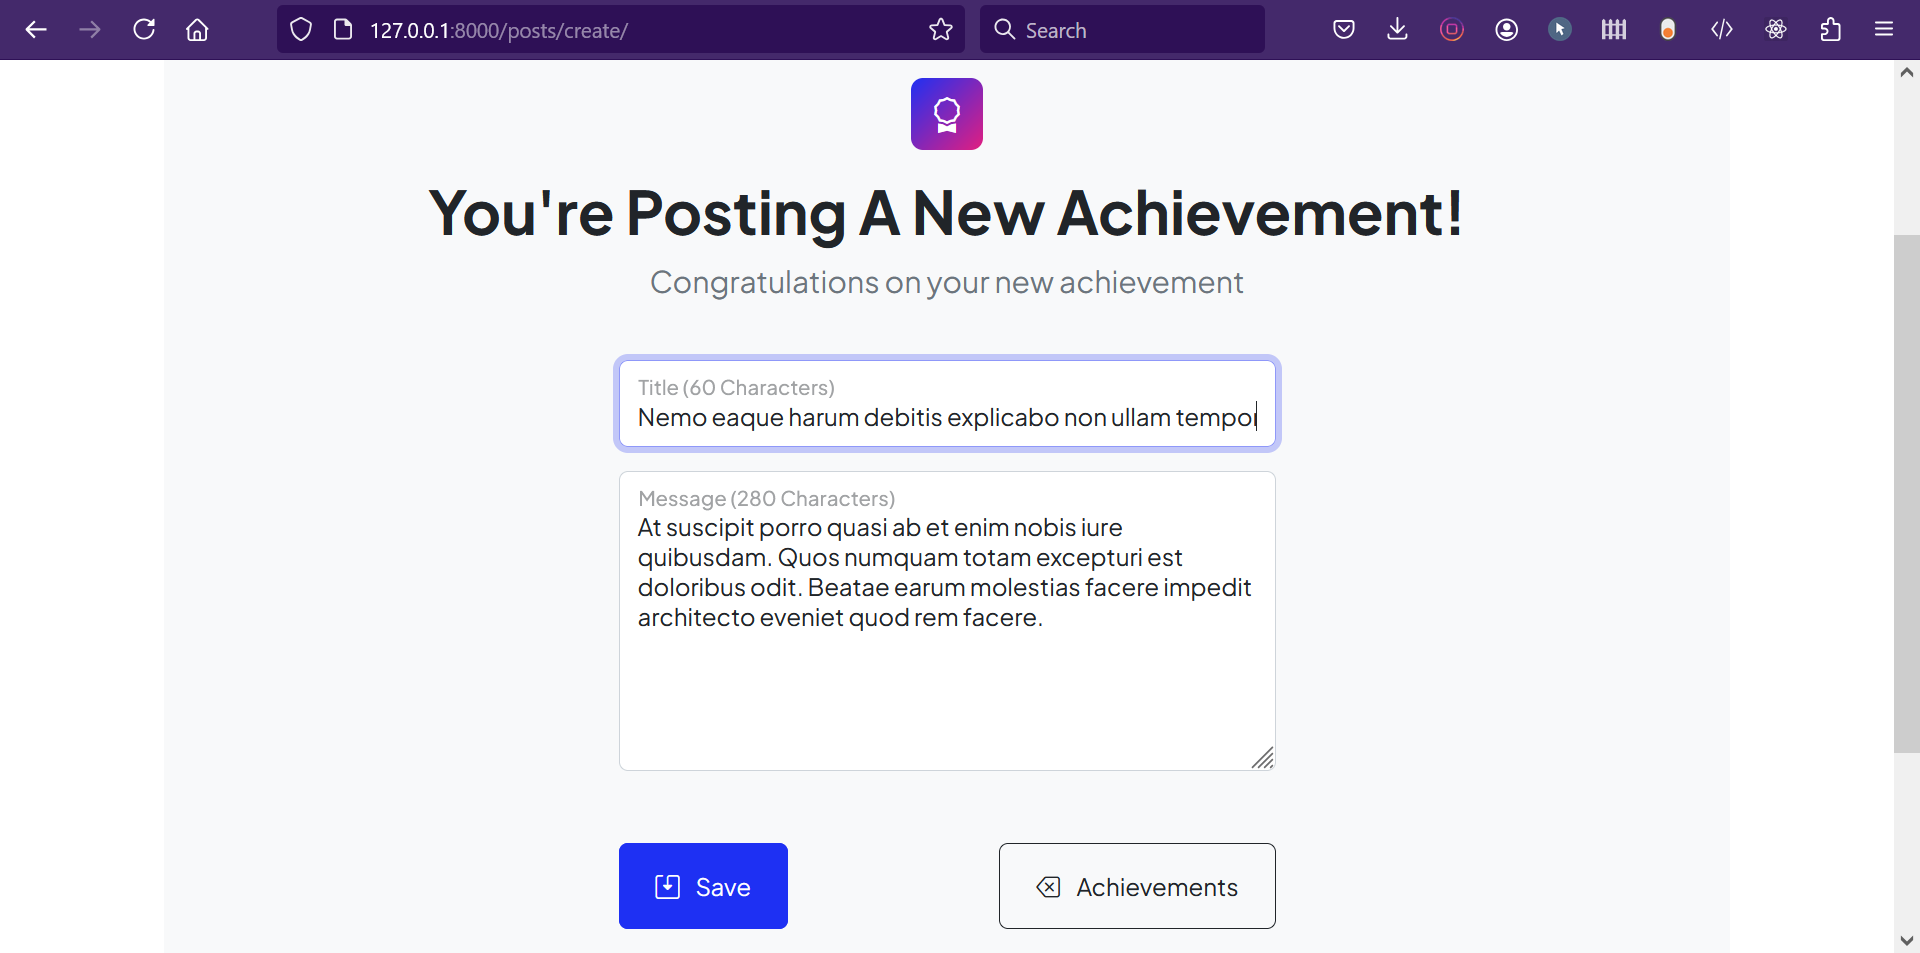 127.0.0.1:8000/posts/create/
Search
You're Posting A New Achievement!
Congratulations on your new achievement
Title (60 Characters)
Nemo eaque harum debitis explicabo non ullam tempor
Message (280 Characters)
At suscipit porro quasi ab et enim nobis iure
quibusdam. Quos numquam totam excepturi est
doloribus odit. Beatae earum molestias facere impedit
architecto eveniet quod rem facere.
Save
Achievements